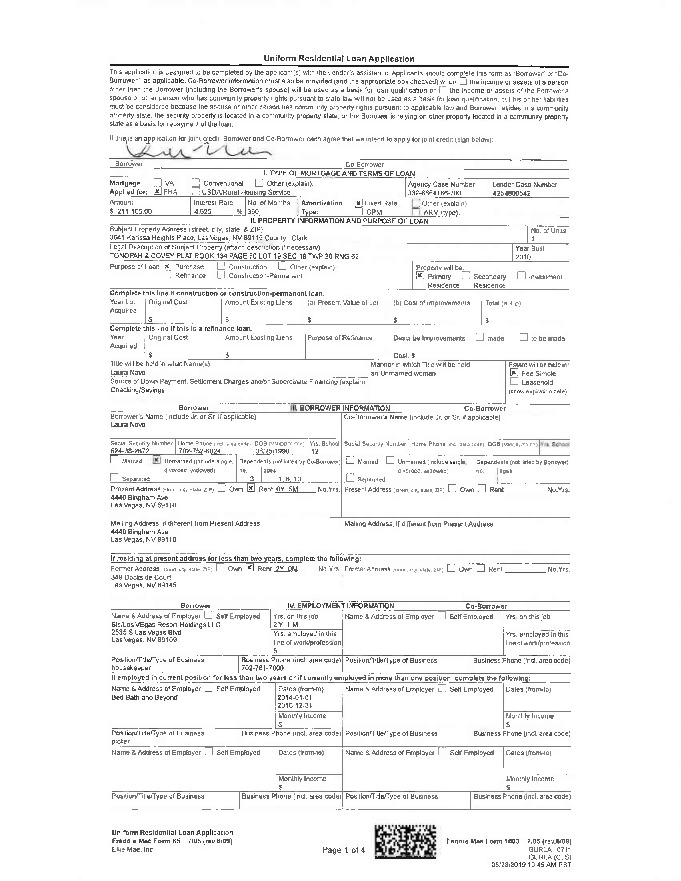 Uniform Residential Loan Application
This application is designed to be completed by the applicant(s) with the Lender's assistance. Applicants should complete this form as "Borrower" or "Co-
Borrower," as applicable. Co-Borrower information must also be provided (and the appropriate box checked) when the income or assets of a person
other than the Borrower (including the Borrower's spouse) will be used as a basis for loan qualification or the income or assets of the Borrower's
spouse or other person who has community property rights pursuant to state law will not be used as a basis for loan qualification, but his or her liabilities
must be considered because the spouse or other person has community property rights pursuant to applicable law and Borrower resides in a community
property state, the security property is located in a community property state, or the Borrower is relying on other property located in a community property
state as a basis for repayment of the loan.
If this is an application for joint credit, Borrower and Co-Borrower each agree that we intend to apply for joint credit (sign below):
Borrower Co-Borrower
I. TYPE OF MORTGAGE AND TERMS OF LOAN
Mortgage VA Conventional Other (explain): Agency Case Number Lender Case Number
Applied for: FHA USDA/Rural Housing Service
Amount Interest Rate No. of Months Amortization Fixed Rate Other (explain)
$ 4.625 % 360 Type: GPM ARM (type):
II. PROPERTY INFORMATION AND PURPOSE OF LOAN
Subject Property Address (street, city, state, & ZIP) No. of Units
Heights Place, Las Vegas, NV 89115 County: Clark
Legal Description of Subject Property (attach description if necessary) Year Built
TONOPAH & COVEY PLAT BOOK 134 PAGE LOT 19 SEC TWP 20 RNG 62
Purpose of Loan Purchase Construction Other (explain): Property will be:
Refinance Construction-Permanent Primary Residence Secondary Residence Investment
Complete this line if construction or construction-permanent loan.
Year Lot Acquired Original Cost Amount Existing Liens (a) Present Value of Lot (b) Cost of Improvements Total (a+b)
$ $ $ $ $
Complete this line if this is a refinance loan.
Year Acquired Original Cost Amount Existing Liens Purpose of Refinance Describe Improvements made to be made
$ $ Cost: $
Title will be held in what Name(s) Manner in which Title will be held Estate will be held in:
Laura Navo an Unmarried woman Fee Simple
Source of Down Payment, Settlement Charges and/or Subordinate Financing (explain) Leasehold
Checking/Savings (show expiration date)
Borrower III. BORROWER INFORMATION Co-Borrower
Borrower's Name (include Jr. or Sr. if applicable) Co-Borrower's Name (include Jr. or Sr. if applicable)
Laura Navo
Social Security Number Home Phone (incl. area code) DOB (mm/dd/yyyy) Yrs. School Social Security Number Home Phone (incl. area code) DOB (mm/dd/yyyy) Yrs. School
12
Married Unmarried (include single, divorced, widowed) Dependents (not listed by Co-Borrower) Married Unmarried (include single, divorced, widowed) Dependents (not listed by Borrower)
Separated no. ages Separated no. ages
Present Address (street, city, state, ZIP) Own Rent 0Y 5M No. Yrs. Present Address (street, city, state, ZIP) Own Rent No. Yrs.
4440 Bingham Ave
Las Vegas, NV 89110
Mailing Address, if different from Present Address Mailing Address, if different from Present Address
4440 Bingham Ave
Las Vegas, NV 89110
If residing at present address for less than two years, complete the following:
Former Address (street, city, state, ZIP) Own Rent 2Y 0M No. Yrs. Former Address (street, city, state, ZIP) Own Rent No. Yrs.
Dockside Court
Las Vegas, NV 89145
Borrower IV. EMPLOYMENT INFORMATION Co-Borrower
Name & Address of Employer Self Employed Yrs. on this job Name & Address of Employer Self Employed Yrs. on this job
Las Vegas Resort Holdings LLC
2535 S Las Vegas Blvd Yrs. employed in this line of work/profession Yrs. employed in this line of work/profession
Las Vegas, NV 89109
Position/Title/Type of Business Business Phone (incl. area code) Position/Title/Type of Business Business Phone (incl. area code)
housekeeper 702-761-7000
If employed in current position for less than two years or if currently employed in more than one position, complete the following:
Name & Address of Employer Self Employed Dates (from-to) Name & Address of Employer Self Employed Dates (from-to)
Bed Bath and Beyond 2014-01-01
2016-12-31
Monthly Income Monthly Income
$ $
Position/Title/Type of Business Business Phone (incl. area code) Position/Title/Type of Business Business Phone (incl. area code)
picker
Name & Address of Employer Self Employed Dates (from-to) Name & Address of Employer Self Employed Dates (from-to)
Monthly Income Monthly Income
$ $
Position/Title/Type of Business Business Phone (incl. area code) Position/Title/Type of Business Business Phone (incl. area code)
Uniform Residential Loan Application
Freddie Mac Form 65 7/05 (rev.6/09) Page 1 of 4 Fannie Mae Form 1003 7/05 (rev.6/09)
Ellie Mae, Inc.
10:45 AM PST